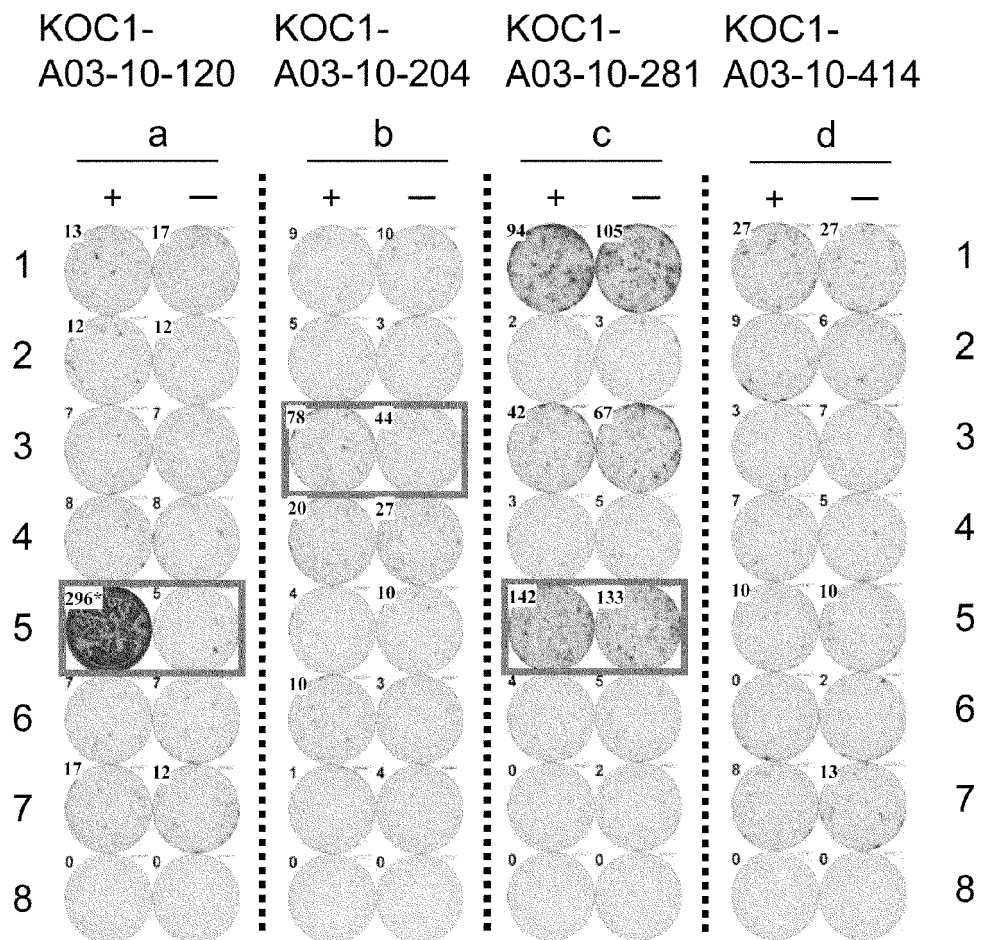 KOC1- KOC1- KOC1- KOC1-
A03-10-120 A03-10-204 A03-10-281 A03-10-414
a b c d
+ — + — + — + —
1 13 17 9 10 94 105 27 27 1
2 12 12 5 3 2 3 9 6 2
3 7 7 78 44 42 67 3 7 3
4 8 8 20 27 3 5 7 5 4
5 296* 5 4 10 142 133 10 10 5
6 7 7 10 3 4 5 0 2 6
7 17 12 1 4 0 2 8 13 7
8 0 0 0 0 0 0 0 0 8